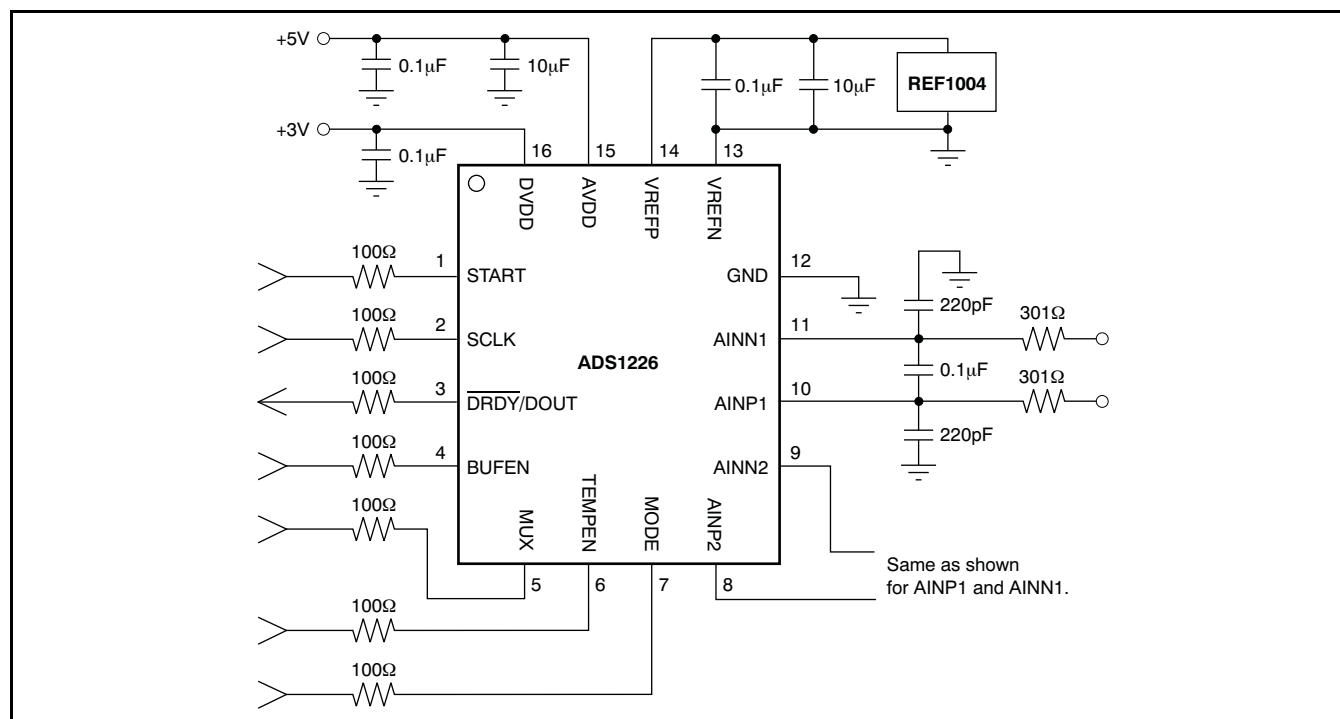 +5V
0.1μF
10μF
0.1μF
10μF
REF1004
+3V
0.1μF
16
15
14
13
DVDD
AVDD
VREFP
VREFN
100Ω
1
START
GND
12
220pF
100Ω
2
SCLK
AINN1
11
301Ω
ADS1226
0.1μF
100Ω
3
DRDY/DOUT
AINP1
10
301Ω
220pF
100Ω
4
BUFEN
AINN2
9
100Ω
MUX
TEMPEN
MODE
AINP2
5
6
7
8
Same as shown
for AINP1 and AINN1.
100Ω
100Ω